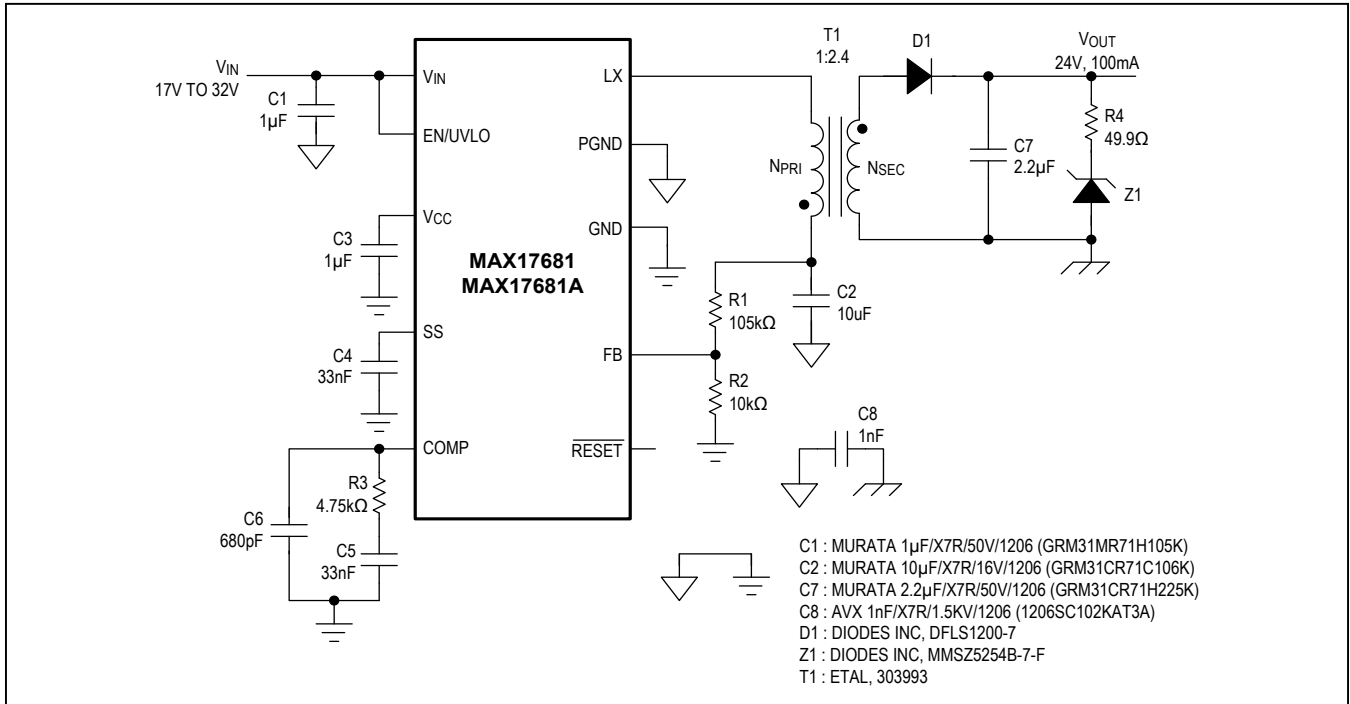 VIN
17V TO 32V
C1
1µF
VIN
EN/UVLO
VCC
C3
1µF
SS
C4
33nF
COMP
R3
4.75kΩ
C6
680pF
C5
33nF
MAX17681
MAX17681A
LX
PGND
GND
FB
RESET
T1
1:2.4
NPRI
NSEC
D1
VOUT
24V, 100mA
R4
49.9Ω
C7
2.2µF
Z1
R1
105kΩ
C2
10uF
R2
10kΩ
C8
1nF
C1 : MURATA 1µF/X7R/50V/1206 (GRM31MR71H105K)
C2 : MURATA 10µF/X7R/16V/1206 (GRM31CR71C106K)
C7 : MURATA 2.2µF/X7R/50V/1206 (GRM31CR71H225K)
C8 : AVX 1nF/X7R/1.5KV/1206 (1206SC102KAT3A)
D1 : DIODES INC, DFLS1200-7
Z1 : DIODES INC, MMSZ5254B-7-F
T1 : ETAL, 303993